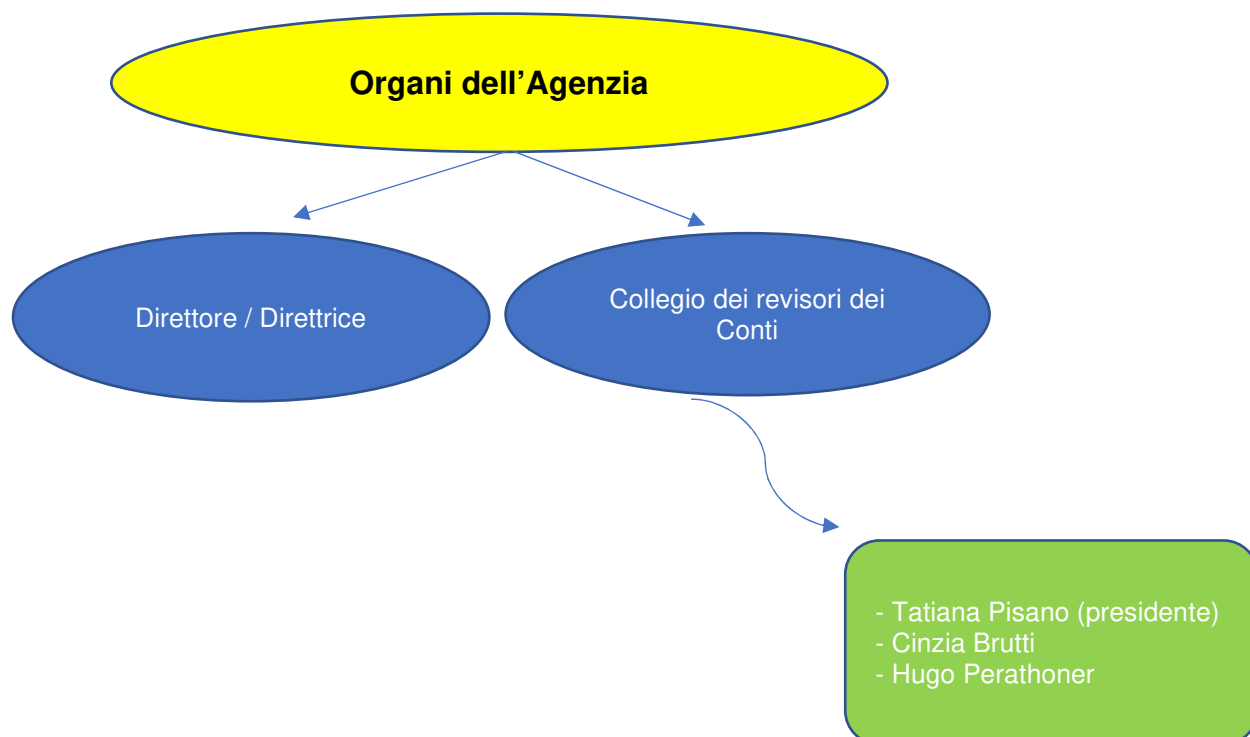 Organi dell’Agenzia
Direttore / Direttrice
Collegio dei revisori dei
Conti
- Tatiana Pisano (presidente)
- Cinzia Brutti
- Hugo Perathoner